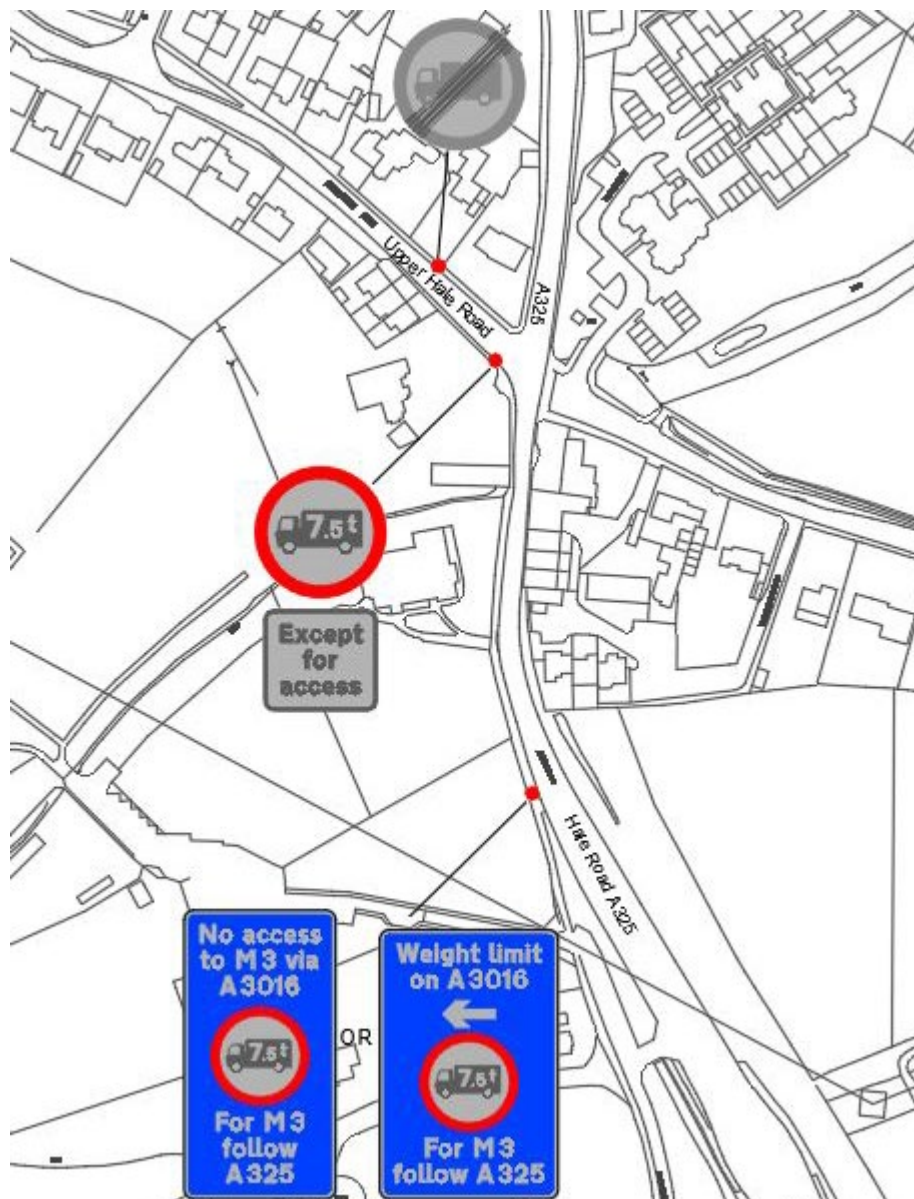 Upper Hale Road
A325
7.5t
Except
for
access
Hale Road A325
No access
to M3 via
A3016
7.5t
For M3
follow
A325
OR
Weight limit
on A3016
7.5t
For M3
follow A325